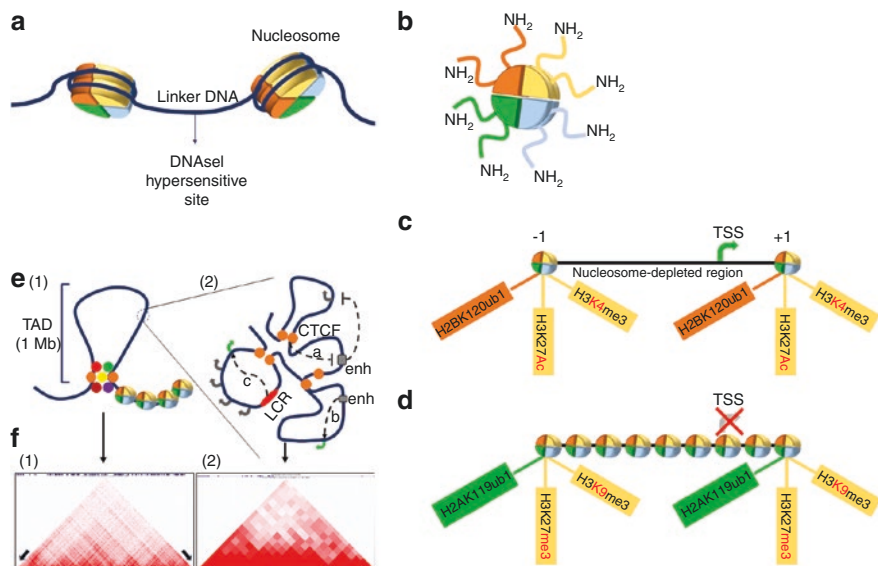 a
Nucleosome
Linker DNA
DNAseI
hypersensitive
site
b
NH2
NH2
NH2
NH2
NH2
NH2
NH2
NH2
c
-1
TSS
+1
Nucleosome-depleted region
H2BK120ub1
H3K27Ac
H3K4me3
H2BK120ub1
H3K27Ac
H3K4me3
d
TSS
H2AK119ub1
H3K27me3
H3K9me3
H2AK119ub1
H3K27me3
H3K9me3
e
(1)
(2)
TAD
(1 Mb)
CTCF
a
enh
c
LCR
enh
b
f
(1)
(2)